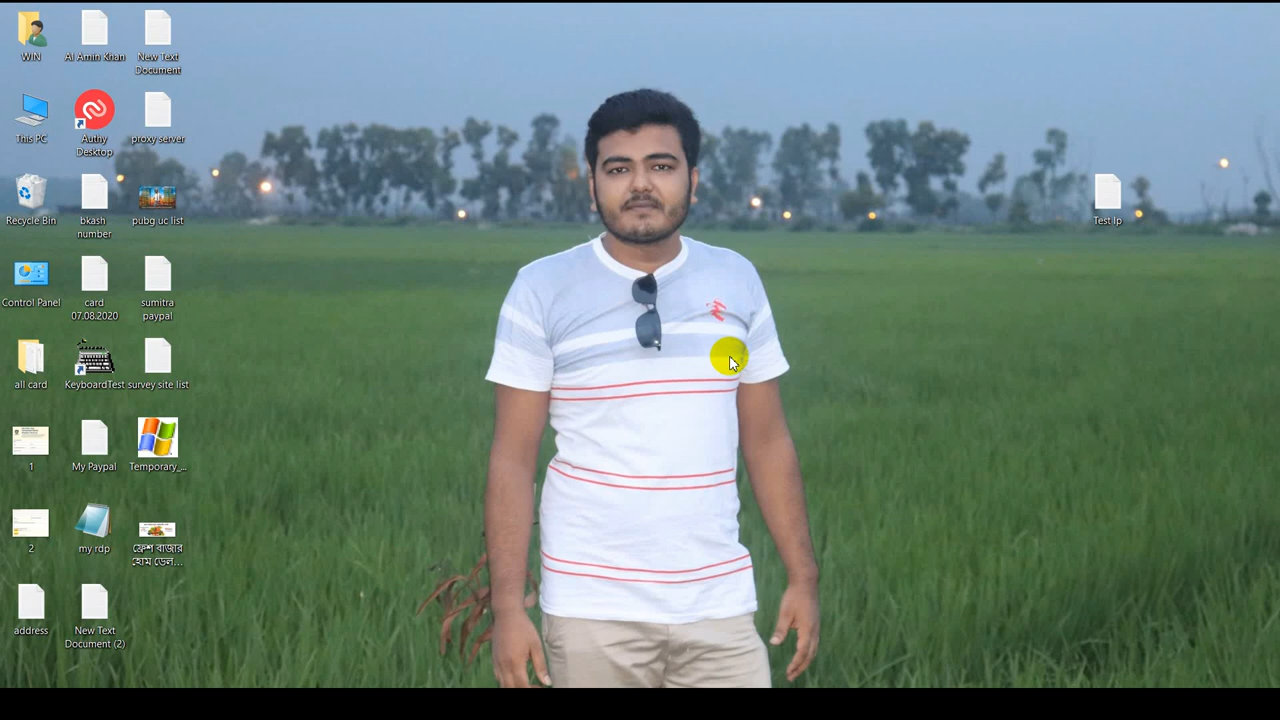 WIN
Al Amin Khan
New Text
Document
This PC
Authy
Desktop
proxy server
Recycle Bin
bkash
number
pubg uc list
Control Panel
card
07.08.2020
sumitra
paypal
all card
KeyboardTest
survey site list
1
My Paypal
Temporary_...
2
my rdp
ফ্রেশ বাজার
হোম ডেল...
address
New Text
Document (2)
Test Ip